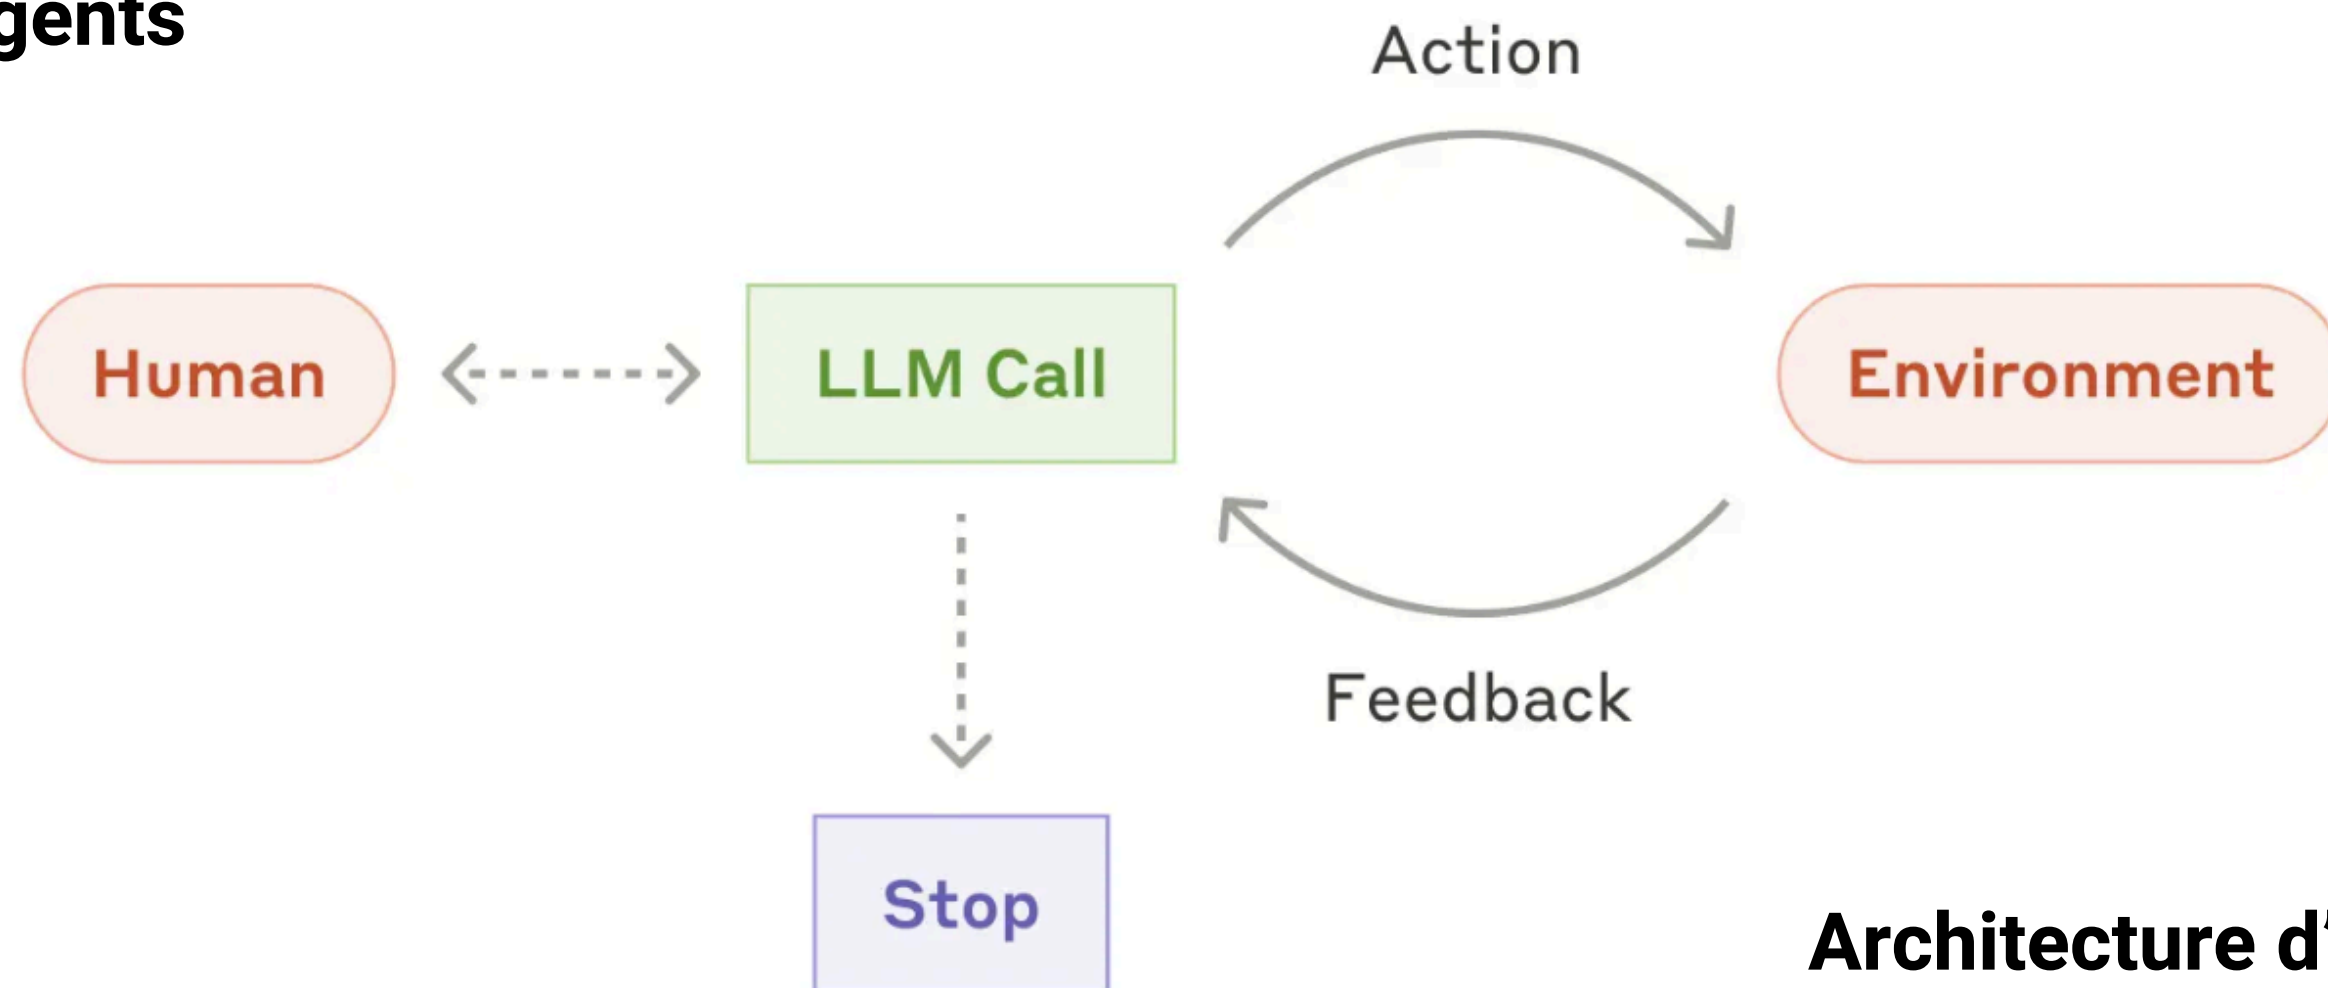 gents
Action
Human
LLM Call
Environment
Feedback
Stop
Architecture d'